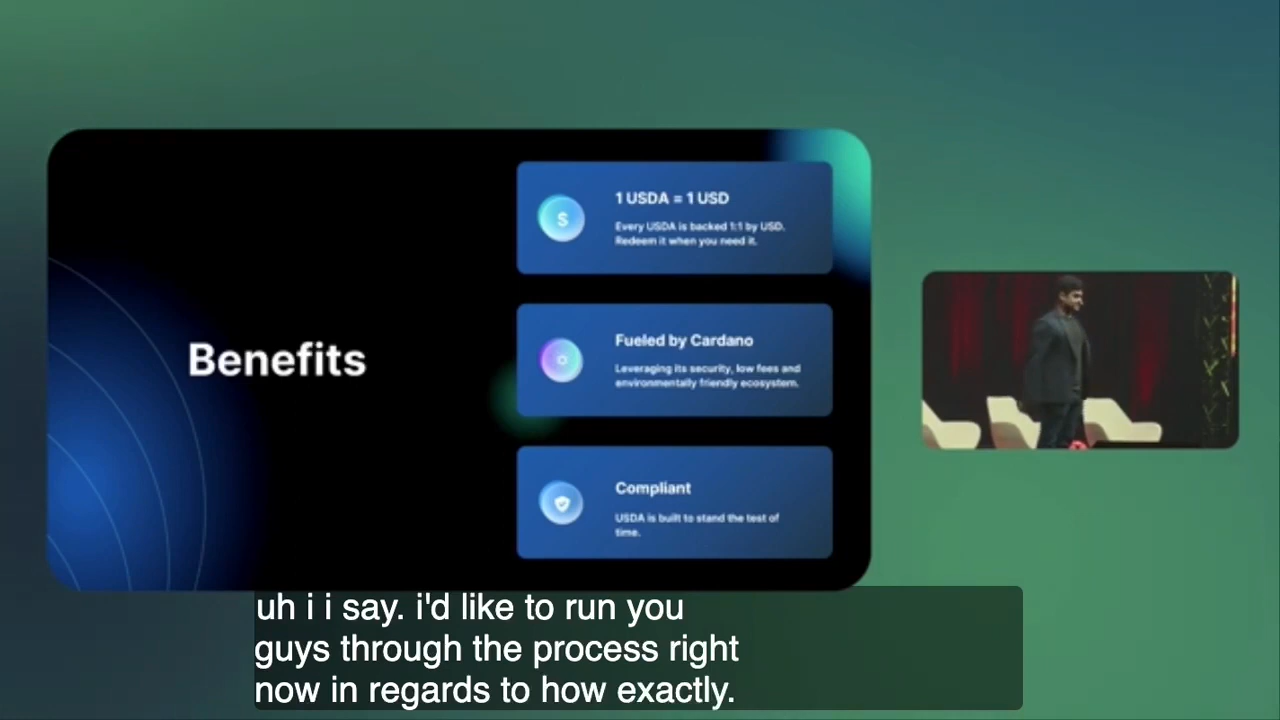 Benefits
$
1 USDA = 1 USD
Every USDA is backed 1:1 by USD.
Redeem it when you need it.
Fueled by Cardano
Leveraging its security, low fees and
environmentally friendly ecosystem.
Compliant
USDA is built to stand the test of
time.
uh i i say. i'd like to run you
guys through the process right
now in regards to how exactly.